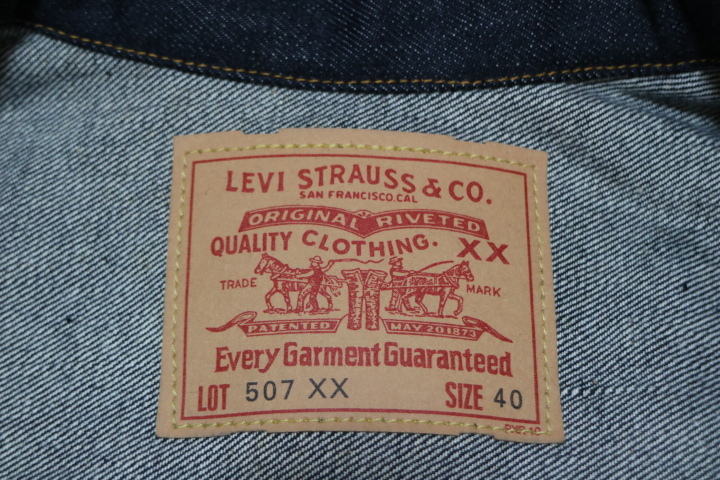 LEVI STRAUSS & CO.
SAN FRANCISCO.CAL
ORIGINAL RIVETED
QUALITY CLOTHING. XX
TRADE MARK
PATENTED MAY 20 1873
Every Garment Guaranteed
LOT 507 XX SIZE 40